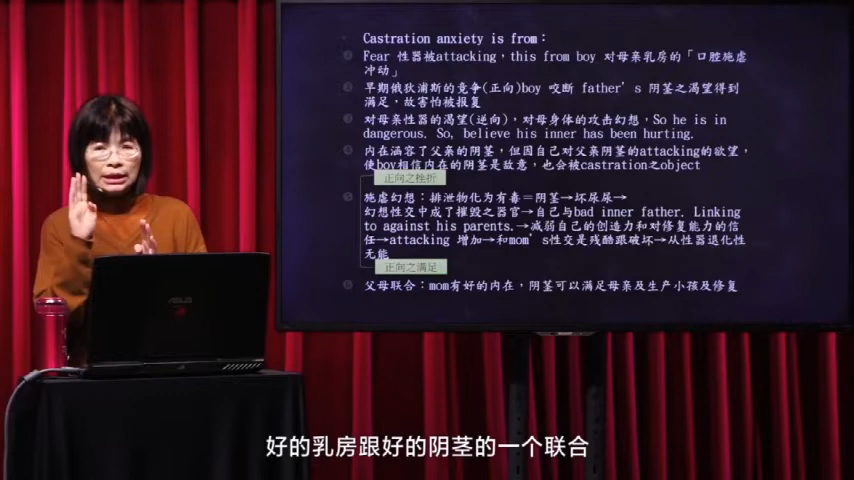 Castration anxiety is from：
Fear 性器被attacking，this from boy 对母亲乳房的「口腔施虐
冲动」
早期俄狄浦斯的竞争(正向)boy 咬断 father's 阴茎之渴望得到
满足，故害怕被报复
对母亲性器的渴望(逆向)，对母身体的攻击幻想，So he is in
dangerous. So, believe his inner has been hurting.
内在涵容了父亲的阴茎，但因自己对父亲阴茎的attacking的欲望，
使boy相信内在的阴茎是敌意，也会被castration之object
正向之挫折
施虐幻想：排泄物化为有毒＝阴茎→坏尿尿→
幻想性交中成了摧毁之器官→自己与bad inner father. Linking
to against his parents.→减弱自己的创造力和对修复能力的信
任→attacking 增加→和mom's性交是残酷跟破坏→从性器退化性
无能
正向之满足
父母联合：mom有好的内在，阴茎可以满足母亲及生产小孩及修复
ASUS
好的乳房跟好的阴茎的一个联合